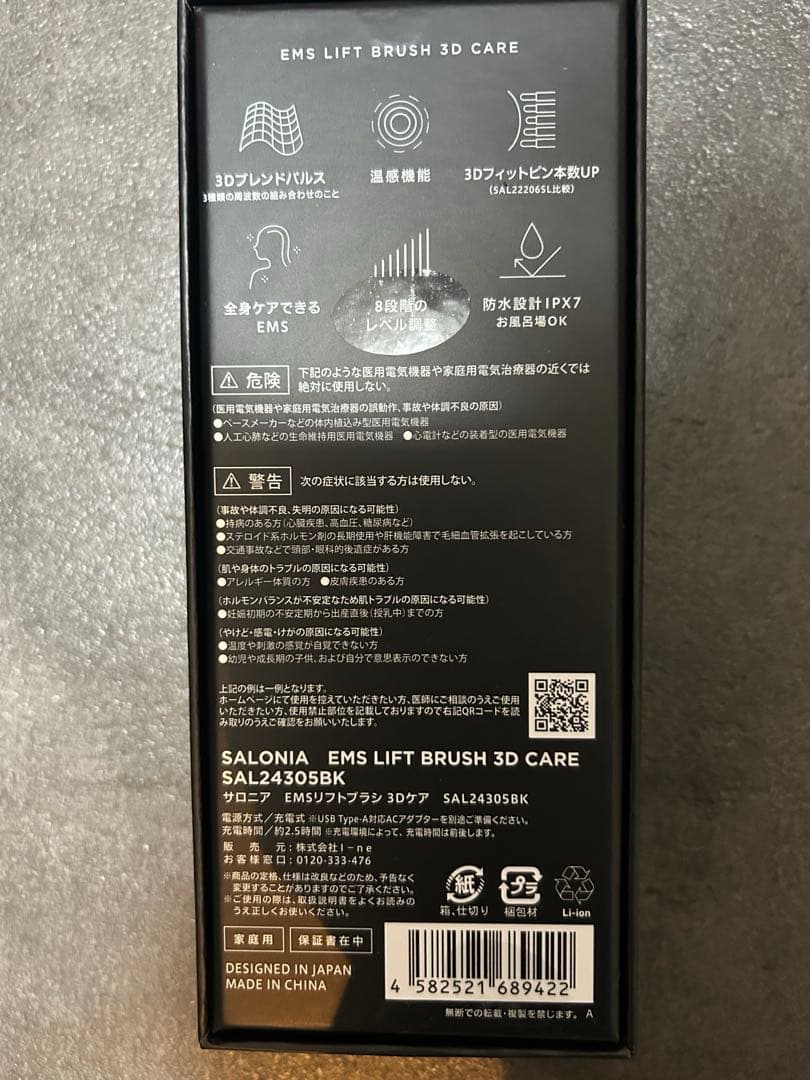 EMS LIFT BRUSH 3D CARE
3Dブレンドパルス
3種類の周波数の組み合わせのこと
温感機能
3Dフィットピン本数UP
(SAL22206SL比較)
全身ケアできる
EMS
8段階の
レベル調整
防水設計IPX7
お風呂場OK
危険
下記のような医用電気機器や家庭用電気治療器の近くでは
絶対に使用しない。
(医用電気機器や家庭用電気治療器の誤動作、事故や体調不良の原因)
●ペースメーカーなどの体内植込み型医用電気機器
●人工心肺などの生命維持用医用電気機器 ●心電計などの装着型の医用電気機器
警告
次の症状に該当する方は使用しない。
(事故や体調不良、失明の原因になる可能性)
●持病のある方(心臓疾患、高血圧、糖尿病など)
●ステロイド系ホルモン剤の長期使用や肝機能障害で毛細血管拡張を起こしている方
●交通事故などで頭部・眼科的後遺症がある方
(肌や身体のトラブルの原因になる可能性)
●アレルギー体質の方 ●皮膚疾患のある方
(ホルモンバランスが不安定なため肌トラブルの原因になる可能性)
●妊娠初期の不安定期から出産直後(授乳中)までの方
(やけど・感電・けがの原因になる可能性)
●温度や刺激の感覚が自覚できない方
●幼児や成長期の子供、および自分で意思表示のできない方
上記の例は一例となります。
ホームページにて使用を控えていただきたい方、医師にご相談のうえご使用
いただきたい方、使用禁止部位を記載しておりますので右記QRコードを読
み取りのうえご確認をお願いいたします。
SALONIA EMS LIFT BRUSH 3D CARE
SAL24305BK
サロニア EMSリフトブラシ 3Dケア SAL24305BK
電源方式/充電式 ※USB Type-A対応ACアダプターを別途ご準備ください。
充電時間/約2.5時間 ※充電環境によって、充電時間は前後します。
販売元:株式会社I-ne
お客様窓口:0120-333-476
※商品の定格、仕様は改良などのため、予告なく
変更することがありますのでご了承ください。
※ご使用の際は、取扱説明書をよくお読みの
うえ正しくお使いください。
紙
箱、仕切り
プラ
梱包材
Li-ion
家庭用
保証書在中
DESIGNED IN JAPAN
MADE IN CHINA
4 582521 689422
無断での転載・複製を禁じます。 A